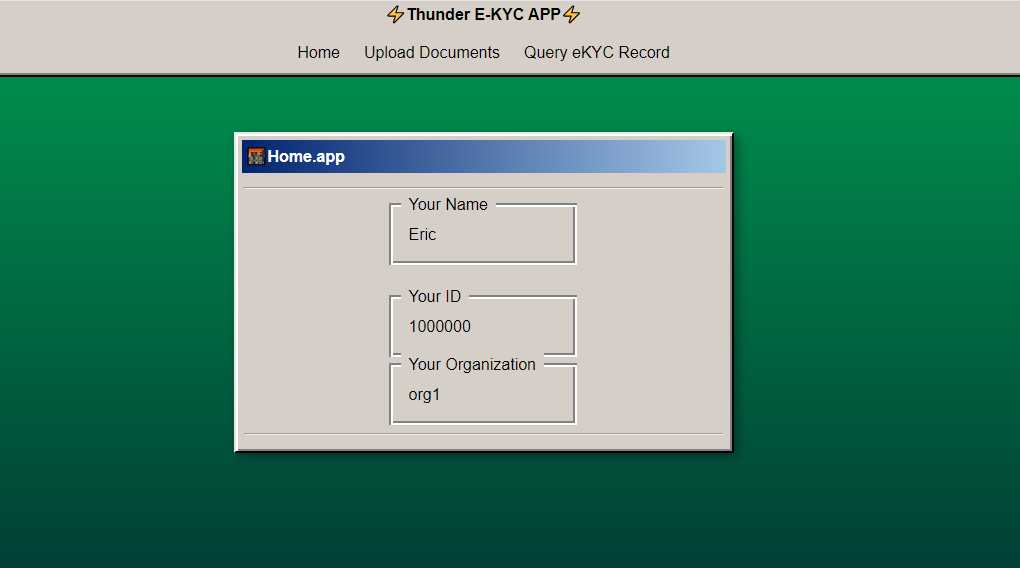 ⚡Thunder E-KYC APP⚡
Home Upload Documents Query eKYC Record
Home.app
Your Name
Eric
Your ID
1000000
Your Organization
org1